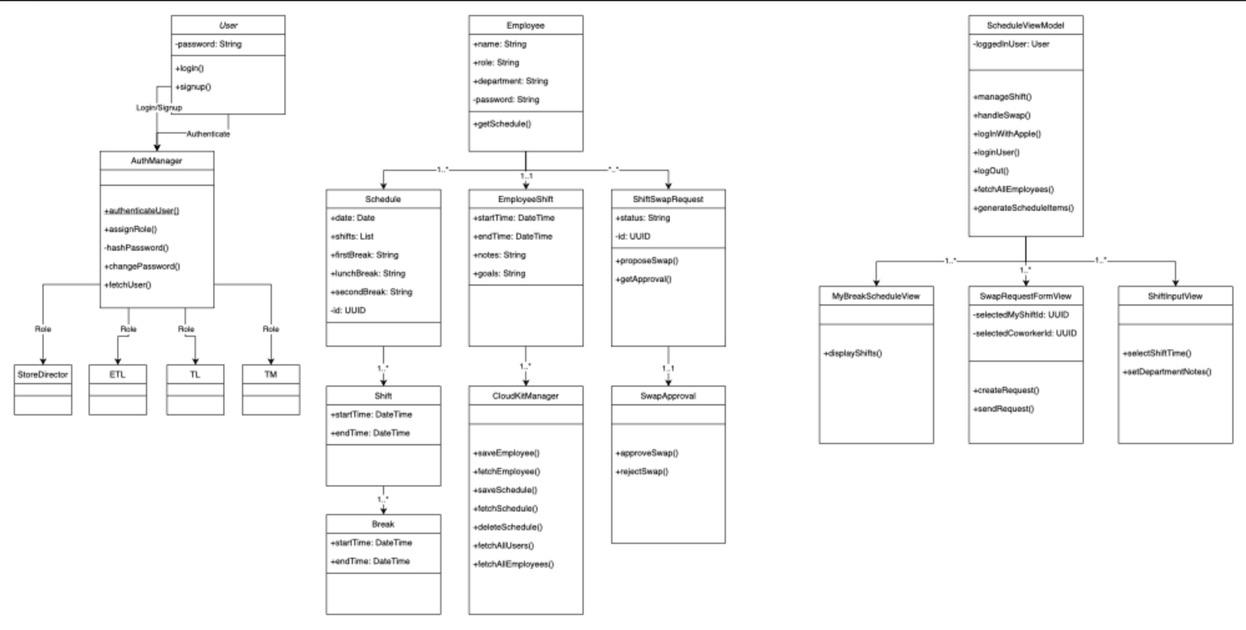 User
-password: String
+login()
+signup()
Login/Signup
Authenticate
AuthManager
+authenticateUser()
+assignRole()
-hashPassword()
+changePassword()
+fetchUser()
Role
Role
Role
Role
StoreDirector
ETL
TL
TM
Employee
+name: String
+role: String
+department: String
-password: String
+getSchedule()
1..*
1..1
*..*
Schedule
+date: Date
+shifts: List
+firstBreak: String
+lunchBreak: String
+secondBreak: String
-id: UUID
EmployeeShift
+startTime: DateTime
+endTime: DateTime
+notes: String
+goals: String
ShiftSwapRequest
+status: String
-id: UUID
+proposeSwap()
+getApproval()
1..*
1..*
1..1
Shift
+startTime: DateTime
+endTime: DateTime
1..*
Break
+startTime: DateTime
+endTime: DateTime
CloudKitManager
+saveEmployee()
+fetchEmployee()
+saveSchedule()
+fetchSchedule()
+deleteSchedule()
+fetchAllUsers()
+fetchAllEmployees()
SwapApproval
+approveSwap()
+rejectSwap()
ScheduleViewModel
-loggedInUser: User
+manageShift()
+handleSwap()
+logInWithApple()
+loginUser()
+logOut()
+fetchAllEmployees()
+generateScheduleItems()
1..*
1..*
1..*
MyBreakScheduleView
+displayShifts()
SwapRequestFormView
-selectedMyShiftId: UUID
-selectedCoworkerId: UUID
+createRequest()
+sendRequest()
ShiftInputView
+selectShiftTime()
+setDepartmentNotes()